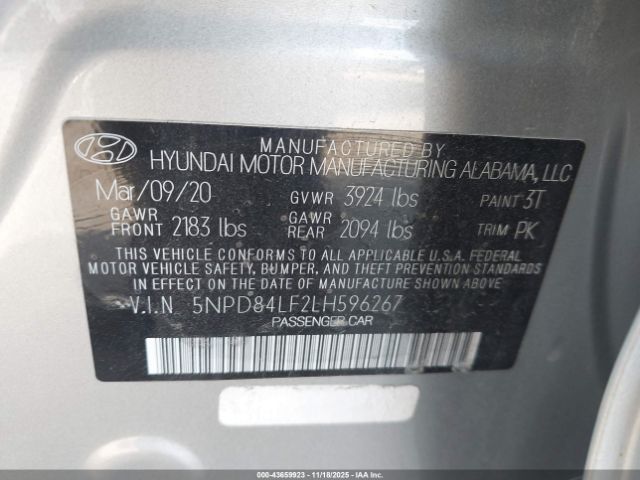 MANUFACTURED BY
HYUNDAI MOTOR MANUFACTURING ALABAMA, LLC
Mar/09/20 GVWR 3924 lbs PAINT 3T
GAWR FRONT 2183 lbs GAWR REAR 2094 lbs TRIM PK
THIS VEHICLE CONFORMS TO ALL APPLICABLE U.S.A. FEDERAL
MOTOR VEHICLE SAFETY, BUMPER, AND THEFT PREVENTION STANDARDS
IN EFFECT ON THE DATE OF MANUFACTURE SHOWN ABOVE.
V.I.N 5NPD84LF2LH596267
PASSENGER CAR
000-43659923 - 11/18/2025 - IAAI.COM